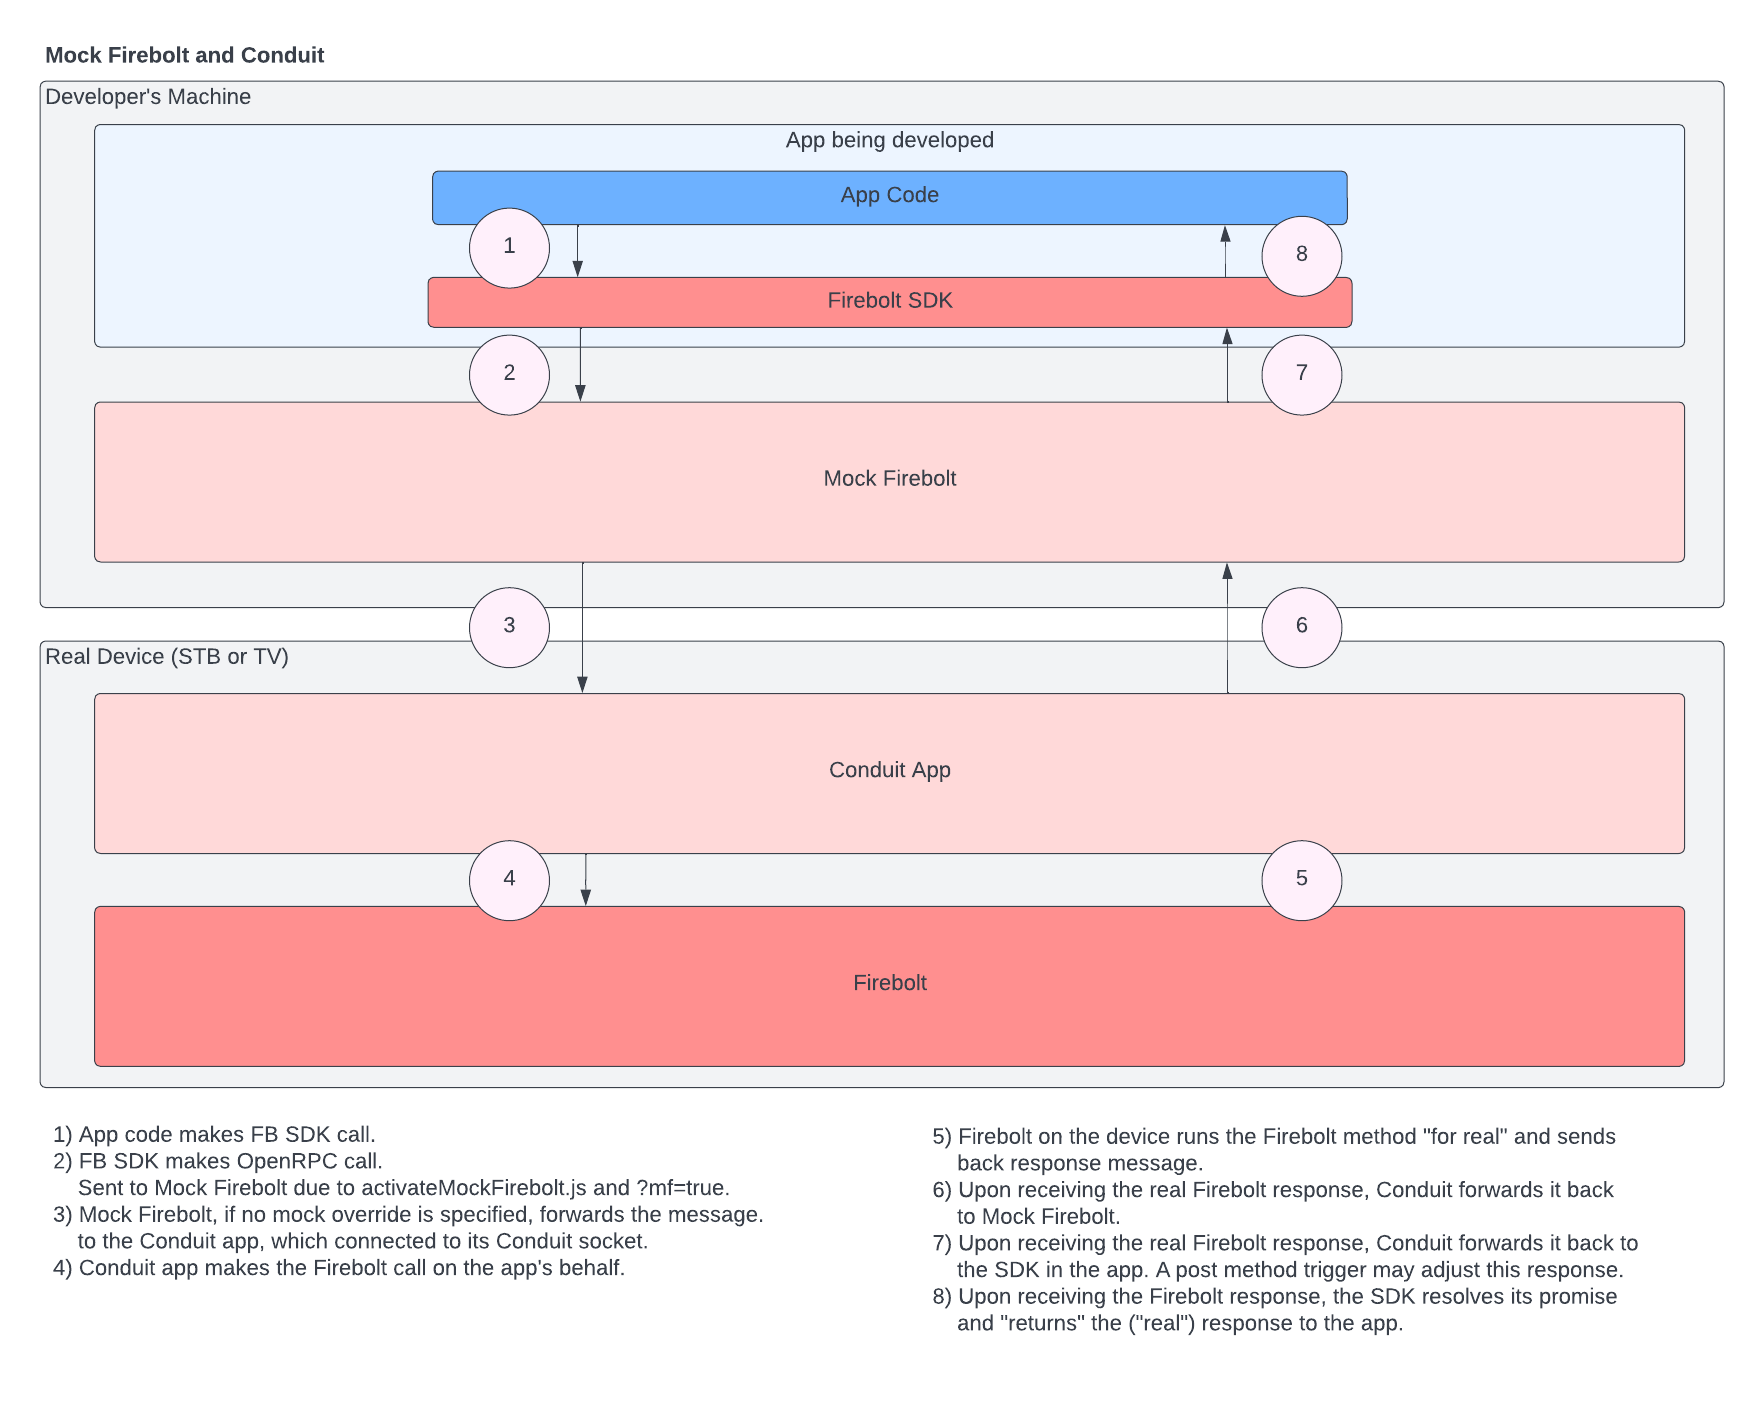 Mock Firebolt and Conduit
Developer's Machine
App being developed
App Code
1
8
Firebolt SDK
2
7
Mock Firebolt
3
6
Real Device (STB or TV)
Conduit App
4
5
Firebolt
1) App code makes FB SDK call.
2) FB SDK makes OpenRPC call.
Sent to Mock Firebolt due to activateMockFirebolt.js and ?mf=true.
3) Mock Firebolt, if no mock override is specified, forwards the message.
to the Conduit app, which connected to its Conduit socket.
4) Conduit app makes the Firebolt call on the app's behalf.
5) Firebolt on the device runs the Firebolt method "for real" and sends
back response message.
6) Upon receiving the real Firebolt response, Conduit forwards it back
to Mock Firebolt.
7) Upon receiving the real Firebolt response, Conduit forwards it back to
the SDK in the app. A post method trigger may adjust this response.
8) Upon receiving the Firebolt response, the SDK resolves its promise
and "returns" the ("real") response to the app.